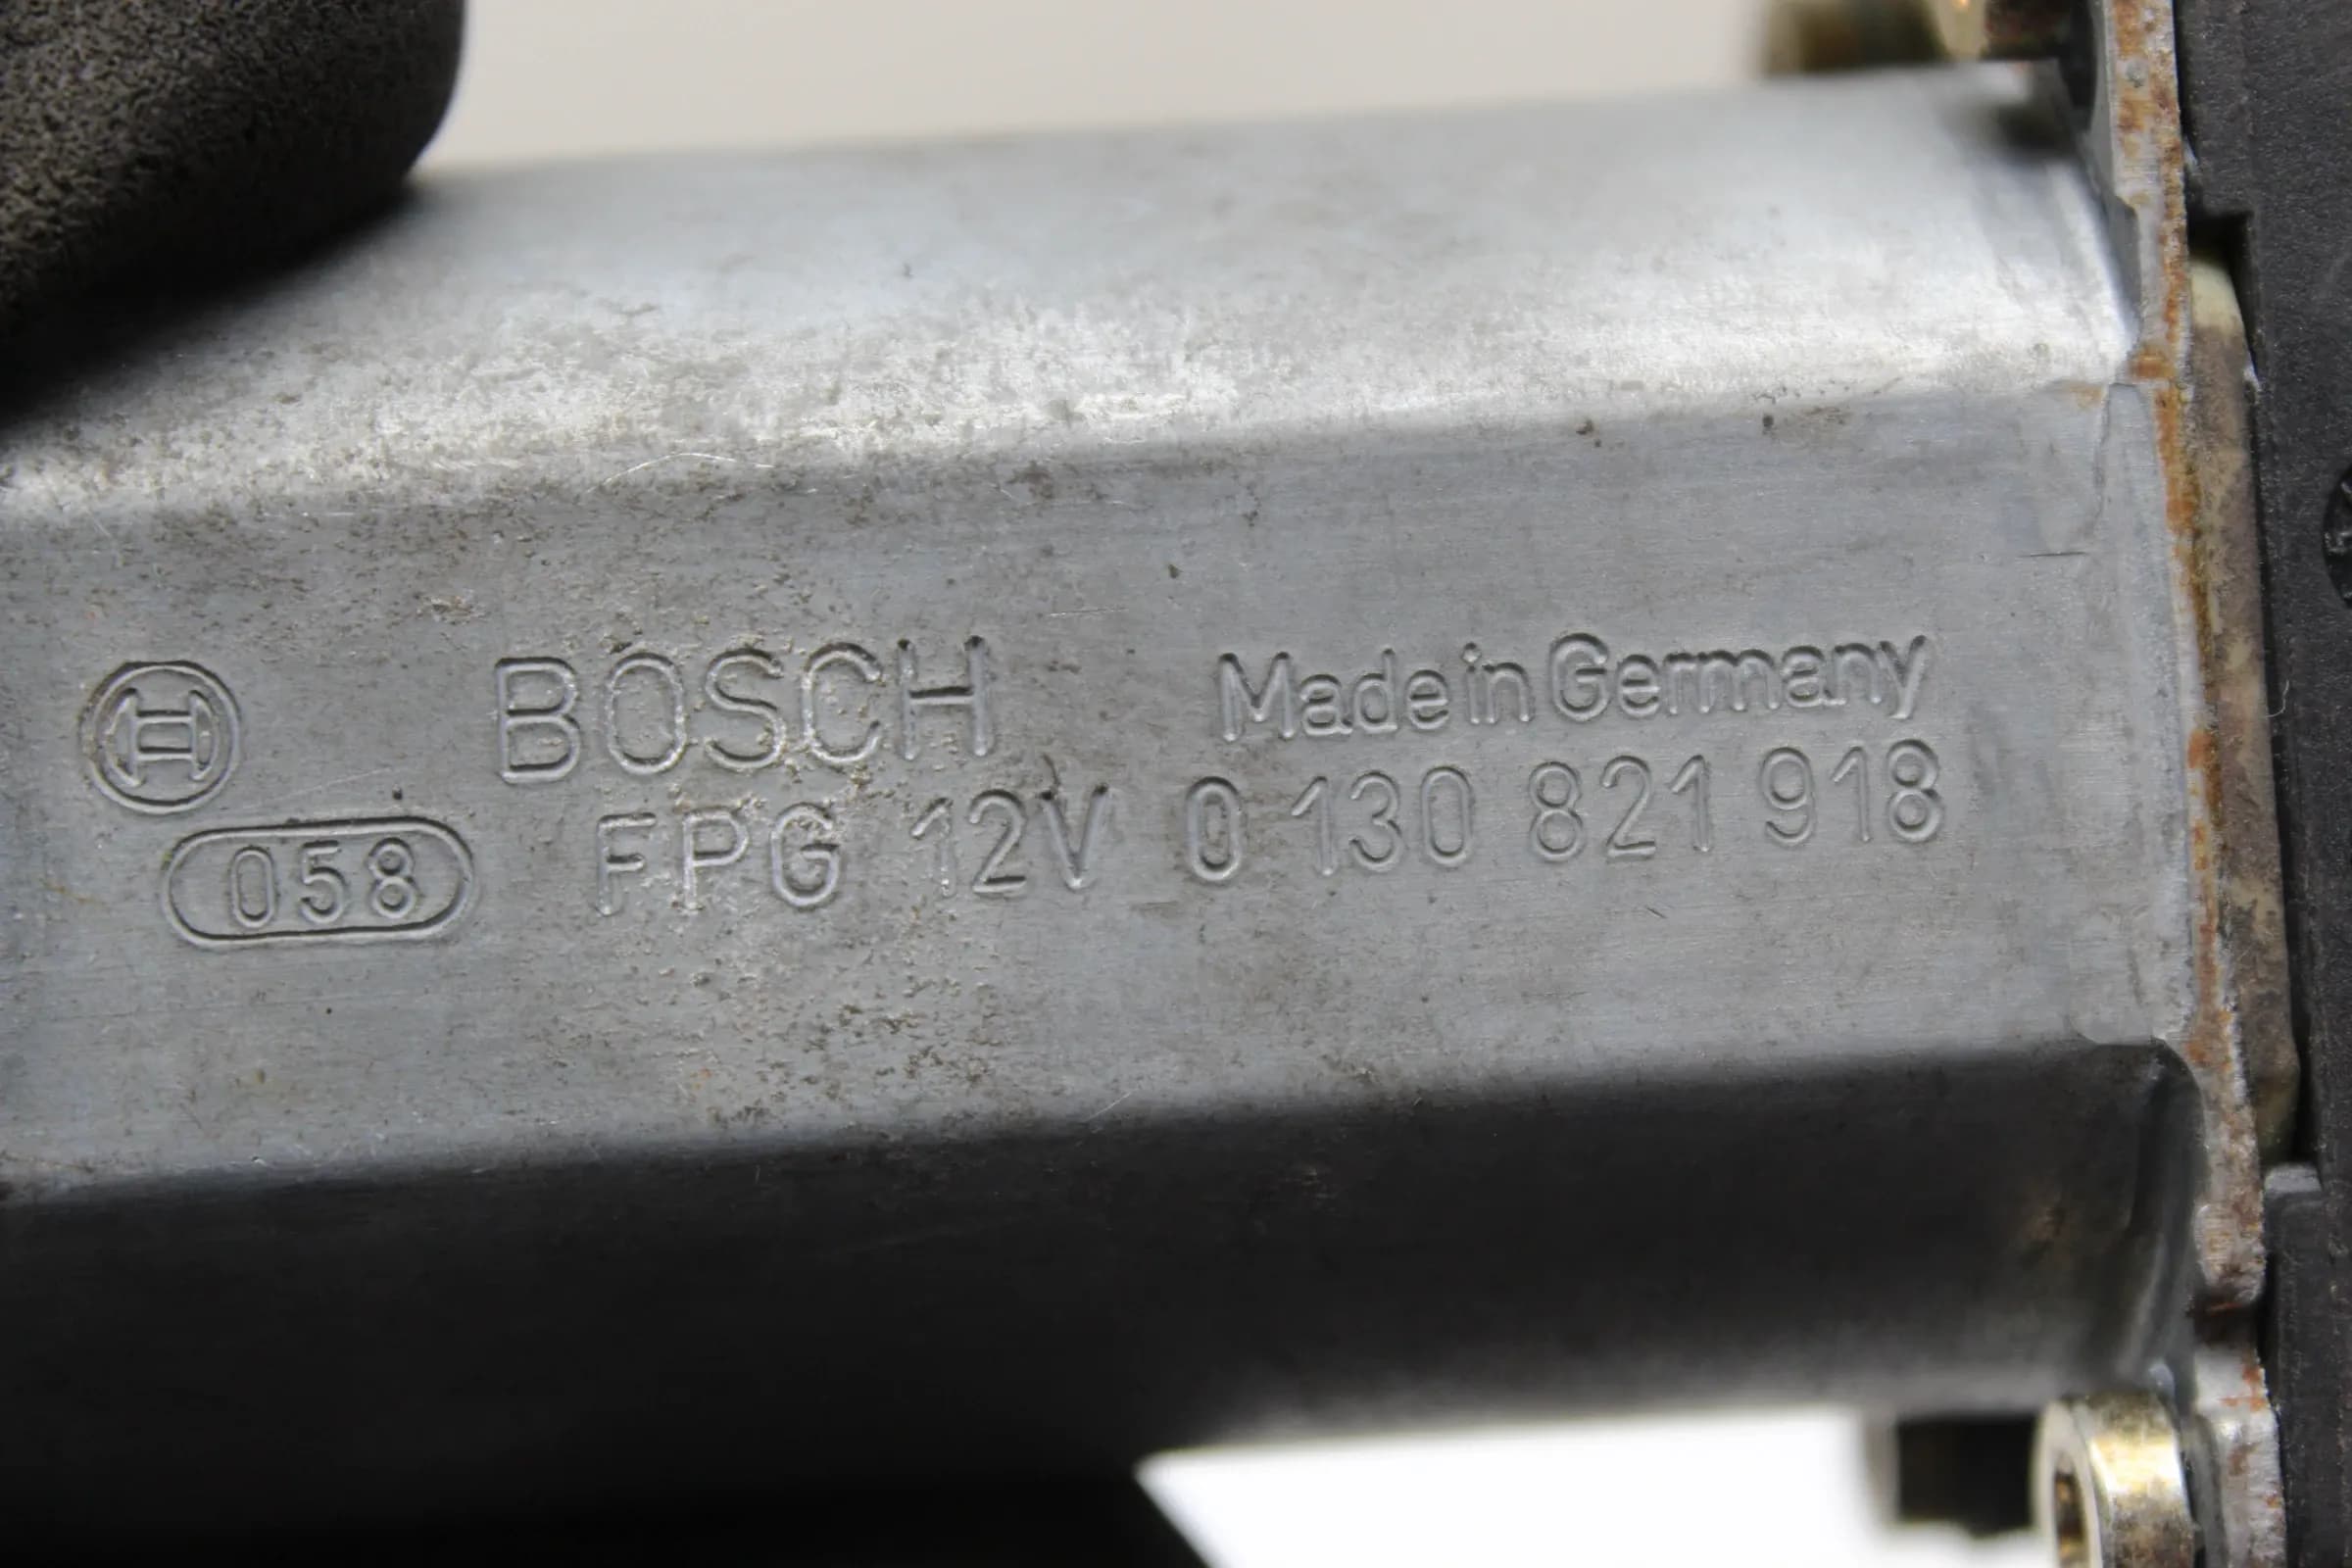 BOSCH Made in Germany
058 FPG 12V 0 130 821 918